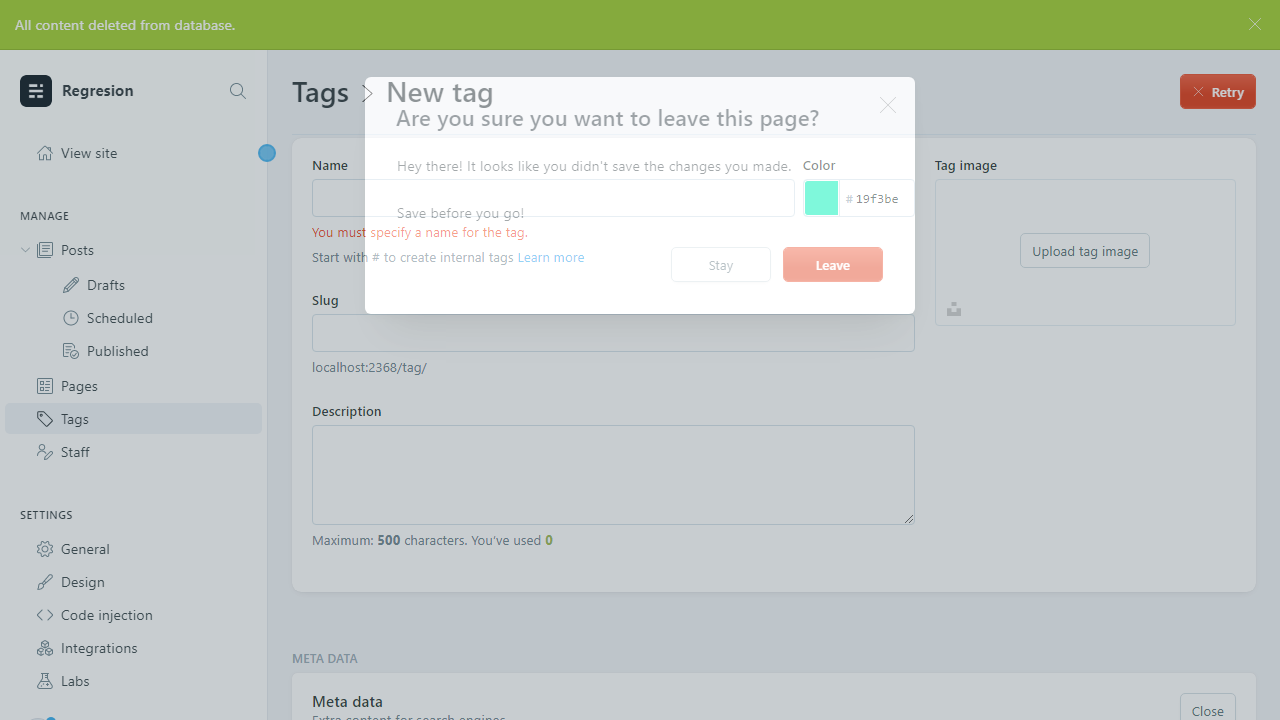 All content deleted from database.
Regresion
View site
MANAGE
Posts
Drafts
Scheduled
Published
Pages
Tags
Staff
SETTINGS
General
Design
Code injection
Integrations
Labs
Tags > New tag
Retry
Are you sure you want to leave this page?
Hey there! It looks like you didn't save the changes you made.
Save before you go!
Stay
Leave
Name
You must specify a name for the tag.
Start with # to create internal tags Learn more
Color
# 19f3be
Slug
localhost:2368/tag/
Description
Maximum: 500 characters. You've used 0
Tag image
Upload tag image
META DATA
Meta data
Extra content for search engines
Close